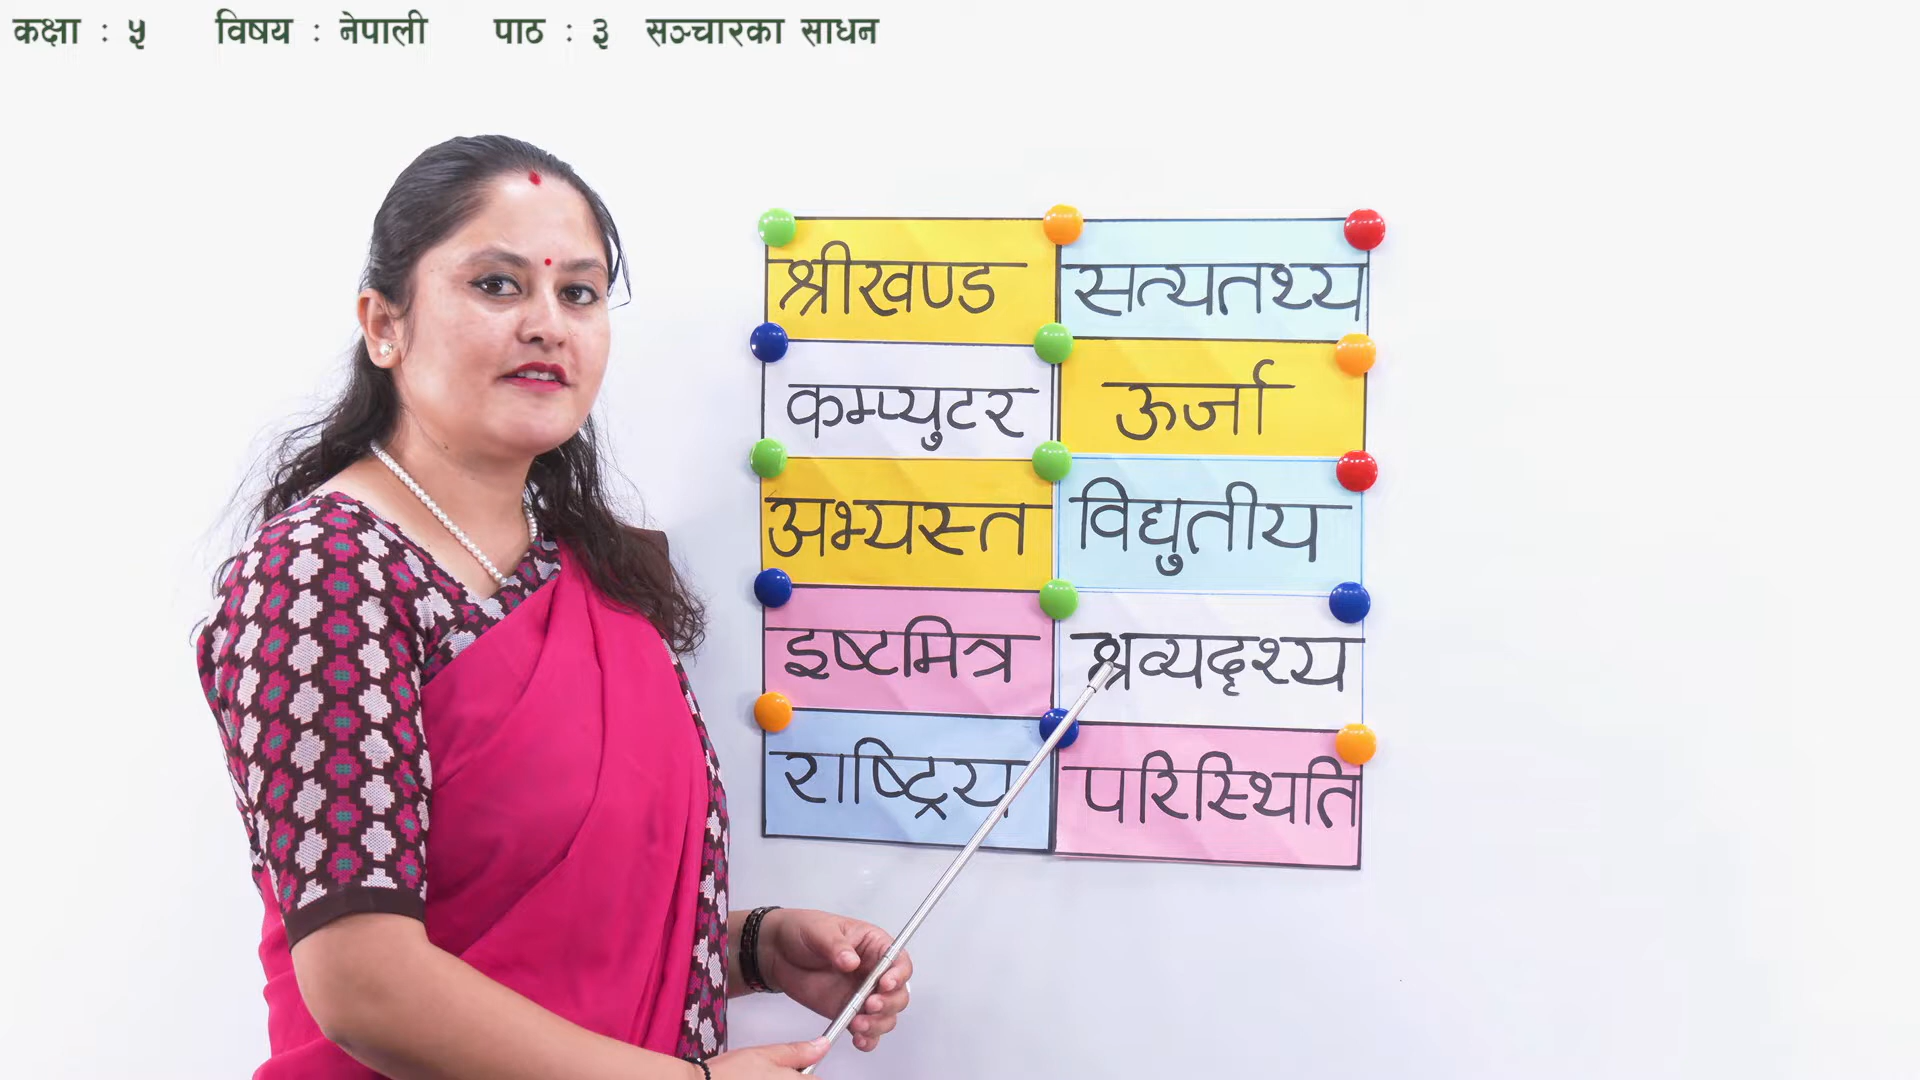 कक्षा : ५ विषय : नेपाली पाठ : ३ सञ्चारका साधन
श्रीखण्ड सत्यतथ्य
कम्प्युटर ऊर्जा
अभ्यस्त विद्युतीय
इष्टमित्र श्रव्यदृश्य
राष्ट्रिय परिस्थिति